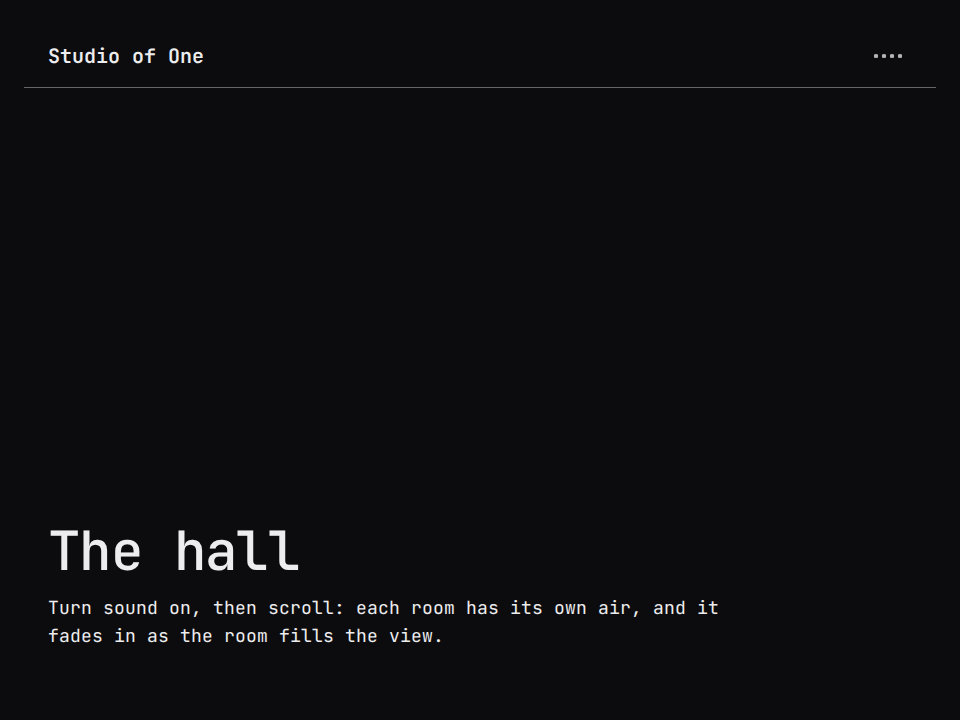 Studio of One
The hall
Turn sound on, then scroll: each room has its own air, and it
fades in as the room fills the view.